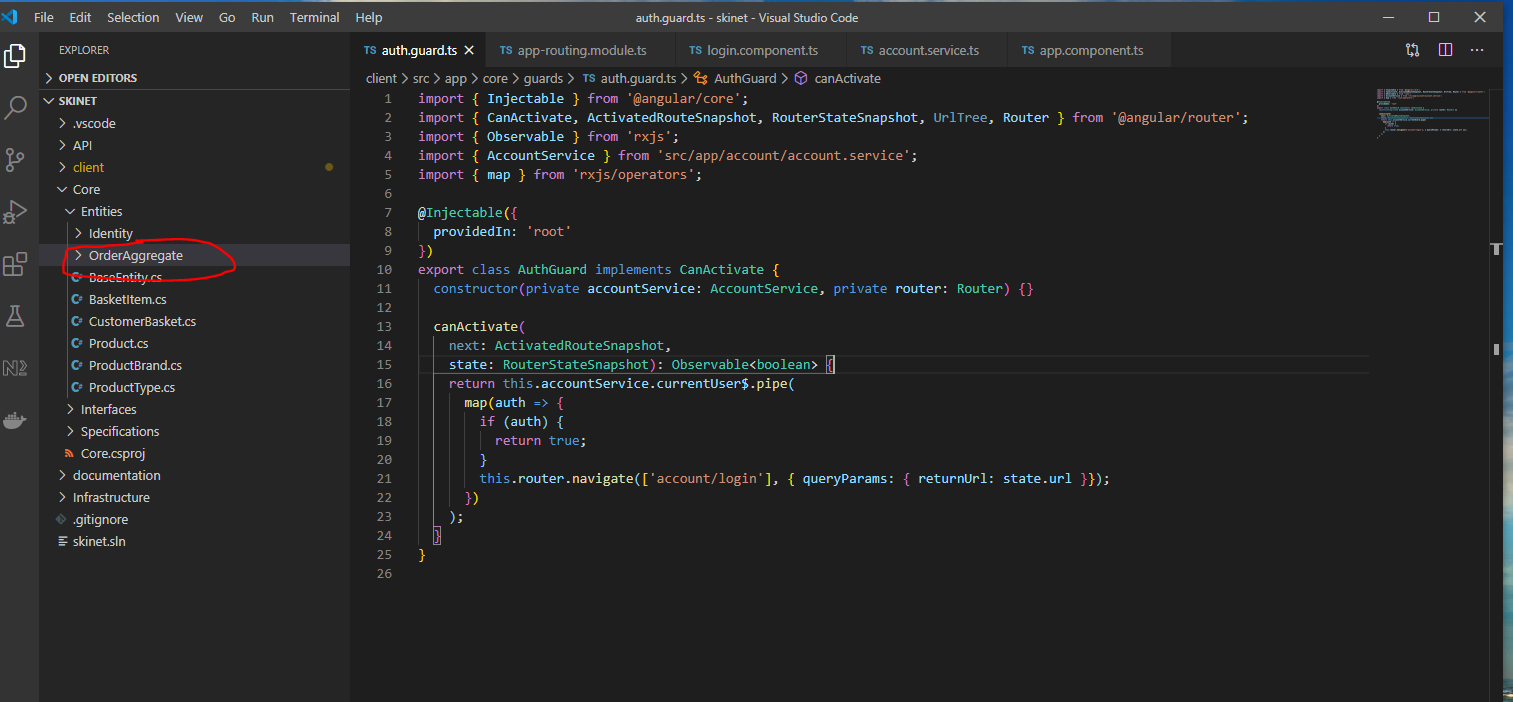 File Edit Selection View Go Run Terminal Help
auth.guard.ts - skinet - Visual Studio Code
EXPLORER
OPEN EDITORS
SKINET
.vscode
API
client
Core
Entities
Identity
OrderAggregate
BaseEntity.cs
BasketItem.cs
CustomerBasket.cs
Product.cs
ProductBrand.cs
ProductType.cs
Interfaces
Specifications
Core.csproj
documentation
Infrastructure
.gitignore
skinet.sln
TS auth.guard.ts TS app-routing.module.ts TS login.component.ts TS account.service.ts TS app.component.ts
client > src > app > core > guards > TS auth.guard.ts > AuthGuard > canActivate
1 import { Injectable } from '@angular/core';
2 import { CanActivate, ActivatedRouteSnapshot, RouterStateSnapshot, UrlTree, Router } from '@angular/router';
3 import { Observable } from 'rxjs';
4 import { AccountService } from 'src/app/account/account.service';
5 import { map } from 'rxjs/operators';
6
7 @Injectable({
8 providedIn: 'root'
9 })
10 export class AuthGuard implements CanActivate {
11 constructor(private accountService: AccountService, private router: Router) {}
12
13 canActivate(
14 next: ActivatedRouteSnapshot,
15 state: RouterStateSnapshot): Observable<boolean> {
16 return this.accountService.currentUser$.pipe(
17 map(auth => {
18 if (auth) {
19 return true;
20 }
21 this.router.navigate(['account/login'], { queryParams: { returnUrl: state.url }});
22 })
23 );
24 }
25 }
26